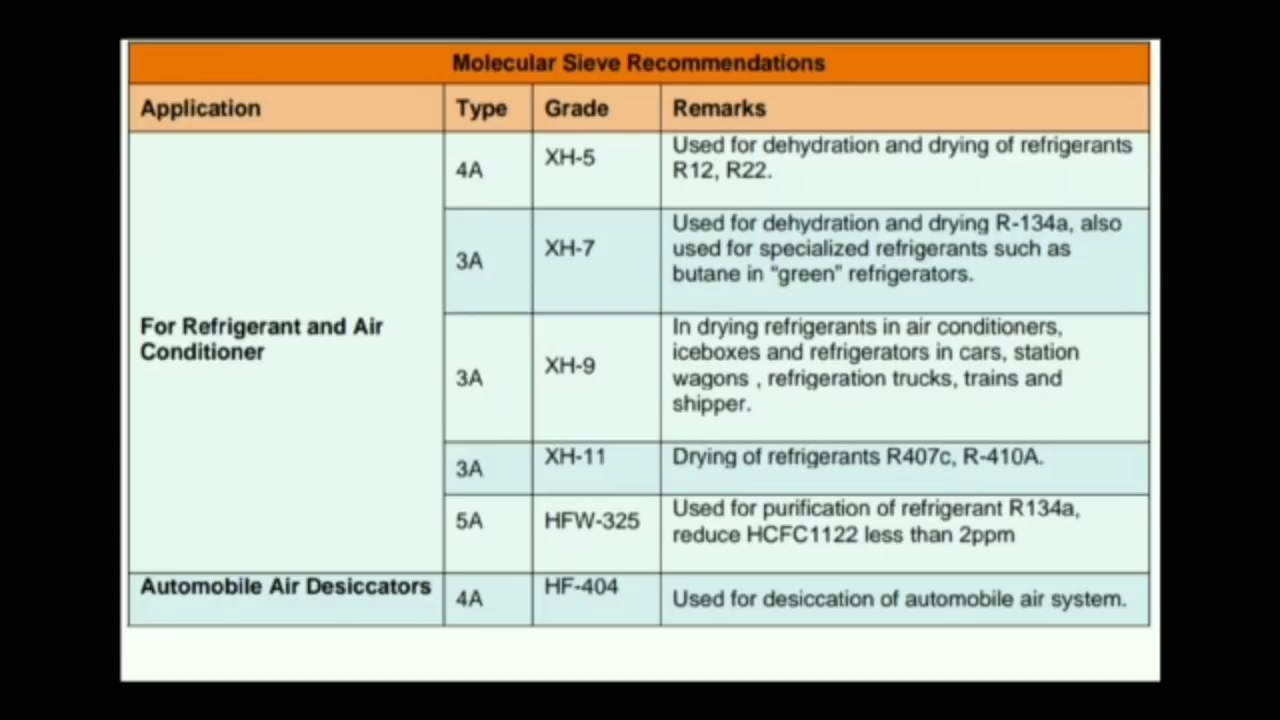 Molecular Sieve Recommendations
Application Type Grade Remarks
For Refrigerant and Air
Conditioner
4A XH-5 Used for dehydration and drying of refrigerants
R12, R22.
3A XH-7 Used for dehydration and drying R-134a, also
used for specialized refrigerants such as
butane in “green” refrigerators.
3A XH-9 In drying refrigerants in air conditioners,
iceboxes and refrigerators in cars, station
wagons , refrigeration trucks, trains and
shipper.
3A XH-11 Drying of refrigerants R407c, R-410A.
5A HFW-325 Used for purification of refrigerant R134a,
reduce HCFC1122 less than 2ppm
Automobile Air Desiccators 4A HF-404 Used for desiccation of automobile air system.